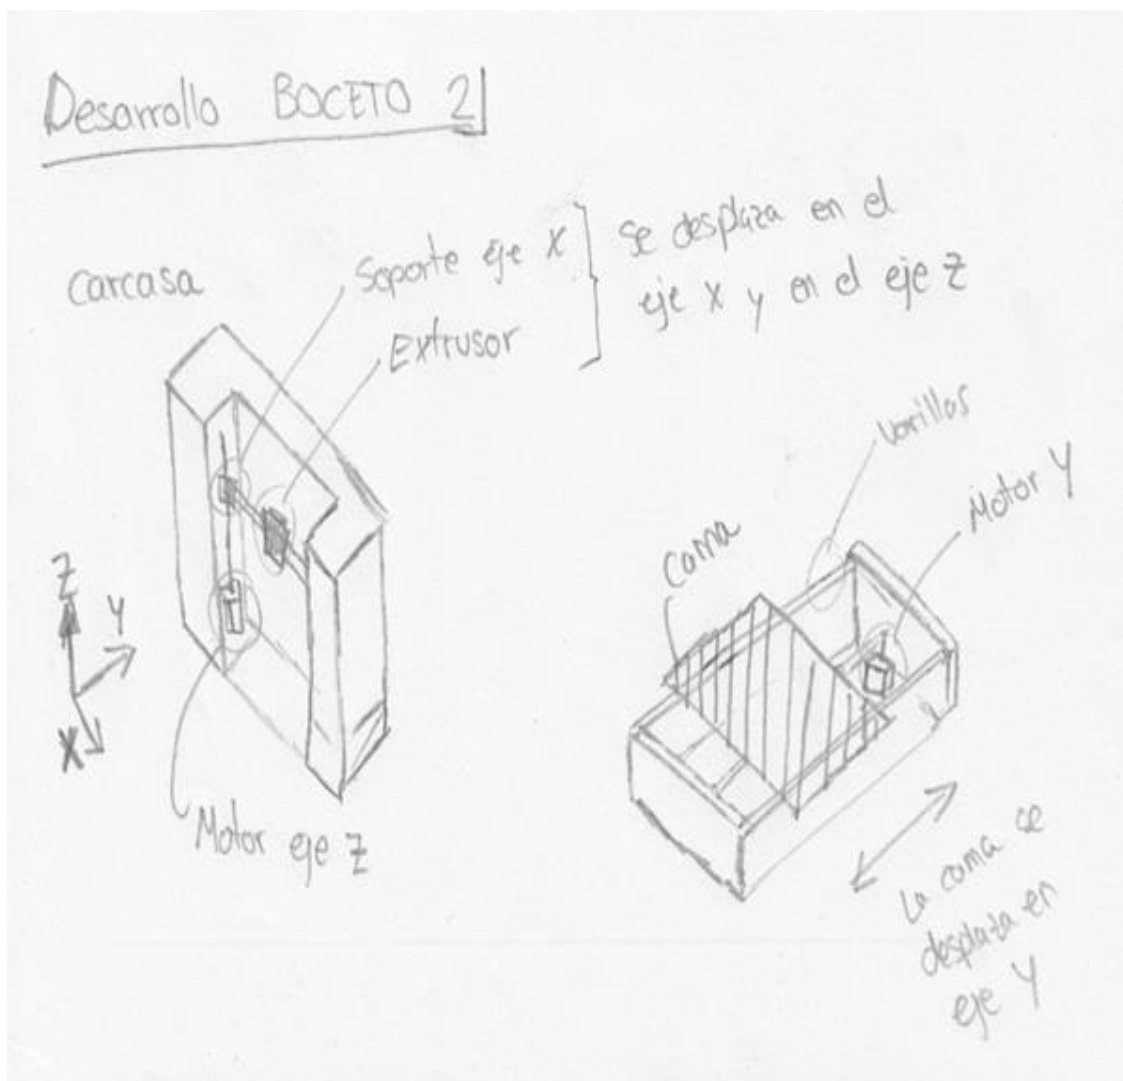 Desarrollo BOCETO 2
Carcasa
Soporte eje X
Extrusor
se desplaza en el
eje X y en el eje Z
Z
Y
X
Motor eje Z
Varillas
Motor Y
Cama
La cama se
desplaza en
eje Y